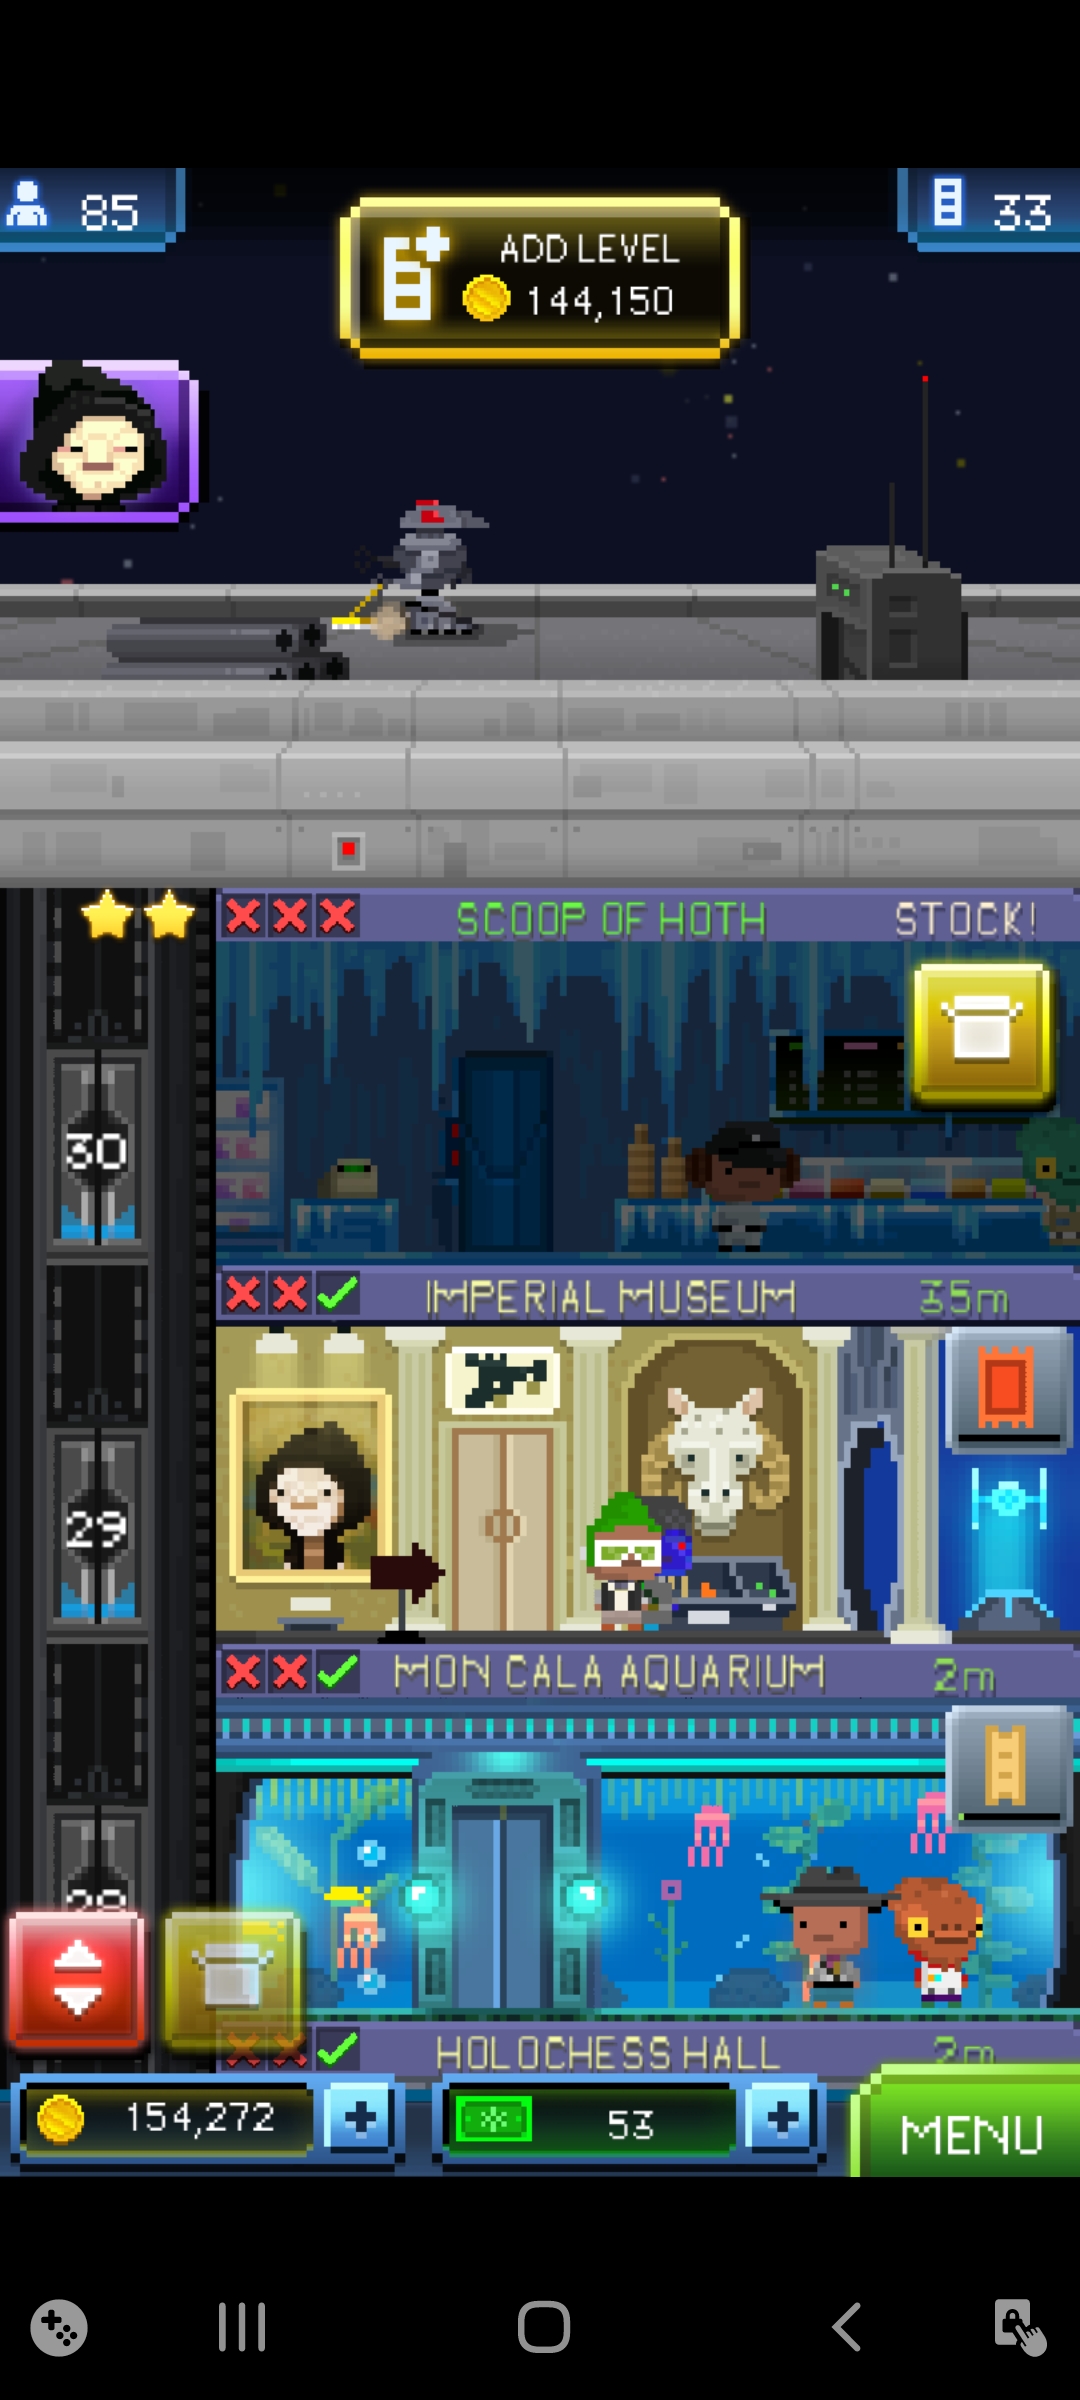 85
33
ADD LEVEL
144,150
SCOOP OF HOTH
STOCK!
30
IMPERIAL MUSEUM
35m
29
MON CALA AQUARIUM
2m
28
HOLOCHESS HALL
2m
154,272
53
MENU